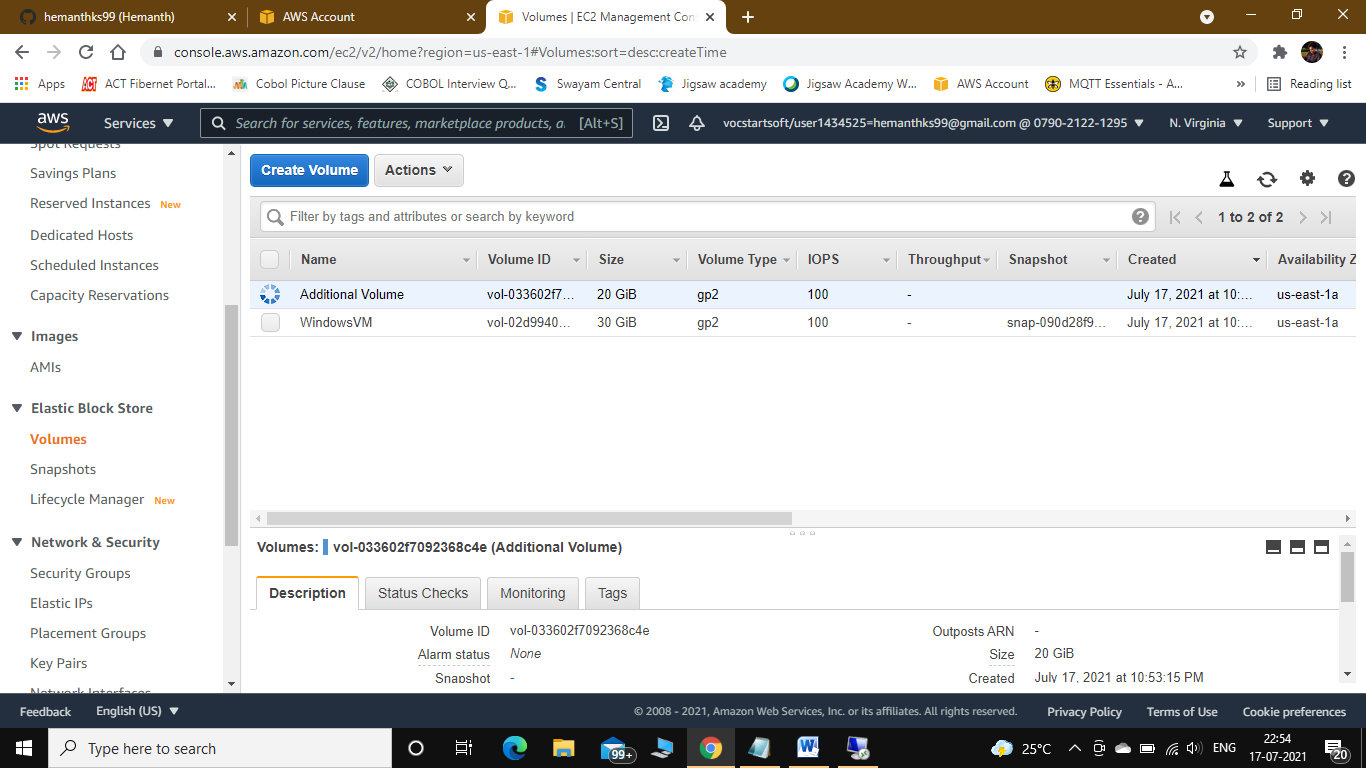 hemanthks99 (Hemanth) AWS Account Volumes | EC2 Management Con
console.aws.amazon.com/ec2/v2/home?region=us-east-1#Volumes:sort=desc:createTime
Apps ACT Fibernet Portal... Cobol Picture Clause COBOL Interview Q... Swayam Central Jigsaw academy Jigsaw Academy W... AWS Account MQTT Essentials - A... » Reading list
aws Services Search for services, features, marketplace products, a [Alt+S] vocstartsoft/user1434525=hemanthks99@gmail.com @ 0790-2122-1295 N. Virginia Support
Spot Requests
Savings Plans
Reserved Instances New
Dedicated Hosts
Scheduled Instances
Capacity Reservations
Images
AMIs
Elastic Block Store
Volumes
Snapshots
Lifecycle Manager New
Network & Security
Security Groups
Elastic IPs
Placement Groups
Key Pairs
Network Interfaces
Create Volume Actions
Filter by tags and attributes or search by keyword 1 to 2 of 2
Name Volume ID Size Volume Type IOPS Throughput Snapshot Created Availability Z
Additional Volume vol-033602f7... 20 GiB gp2 100 - July 17, 2021 at 10:... us-east-1a
WindowsVM vol-02d9940... 30 GiB gp2 100 - snap-090d28f9... July 17, 2021 at 10:... us-east-1a
Volumes: vol-033602f7092368c4e (Additional Volume)
Description Status Checks Monitoring Tags
Volume ID vol-033602f7092368c4e Outposts ARN -
Alarm status None Size 20 GiB
Snapshot - Created July 17, 2021 at 10:53:15 PM
Feedback English (US) © 2008 - 2021, Amazon Web Services, Inc. or its affiliates. All rights reserved. Privacy Policy Terms of Use Cookie preferences
Type here to search 99+ 25°C ENG 22:54
17-07-2021 20